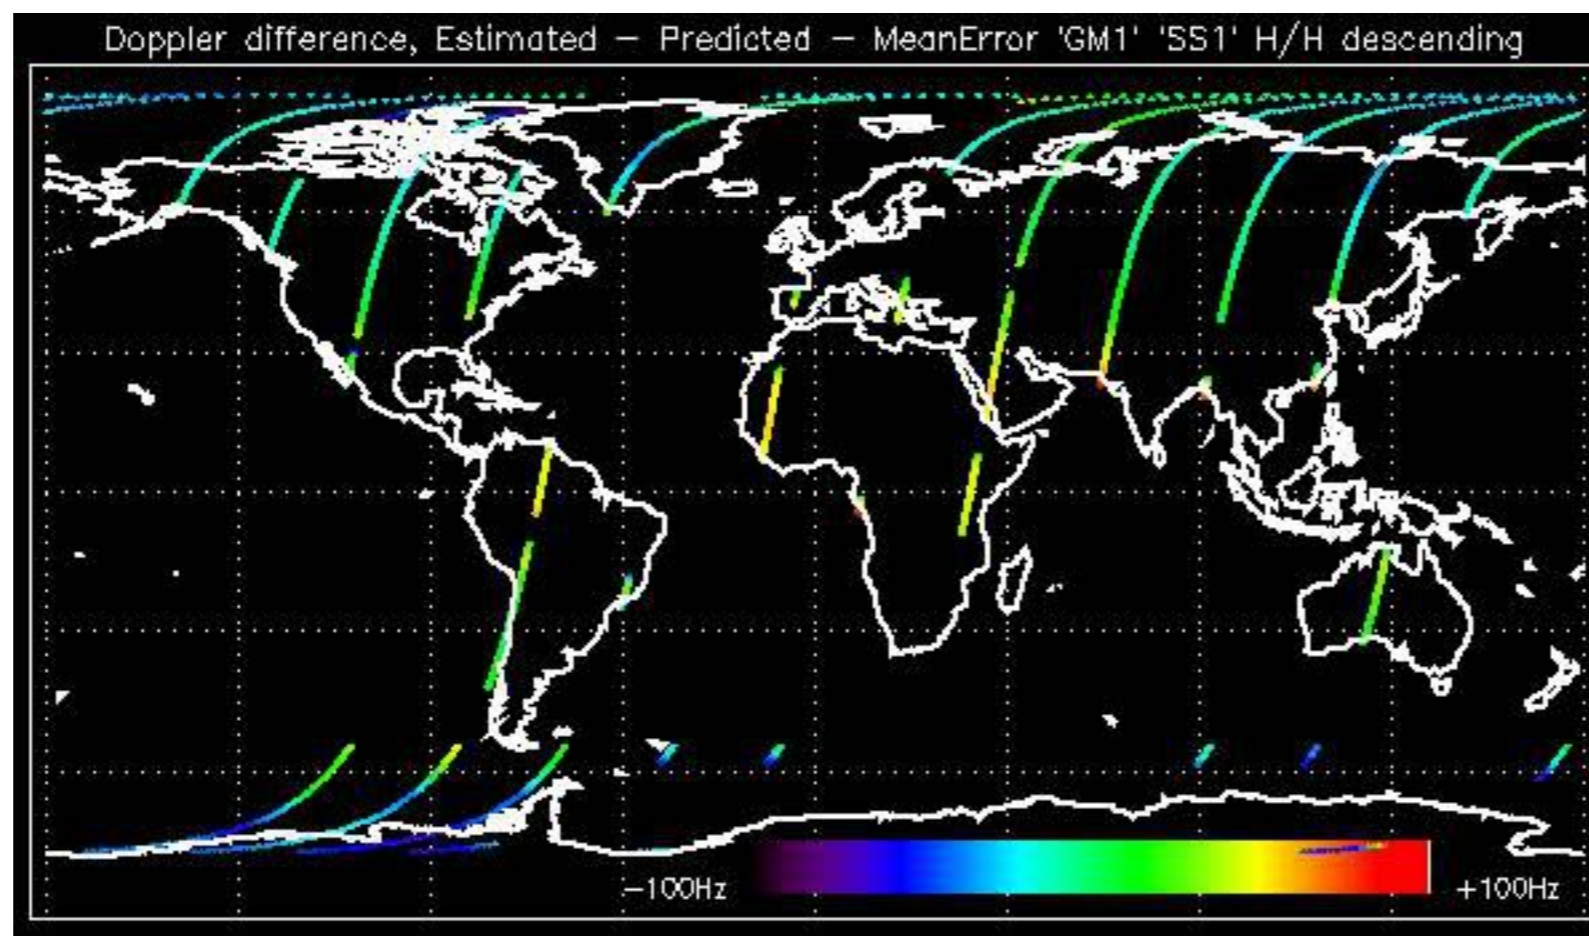 Doppler difference, Estimated – Predicted – MeanError 'GM1' 'SS1' H/H descending
-100Hz
+100Hz